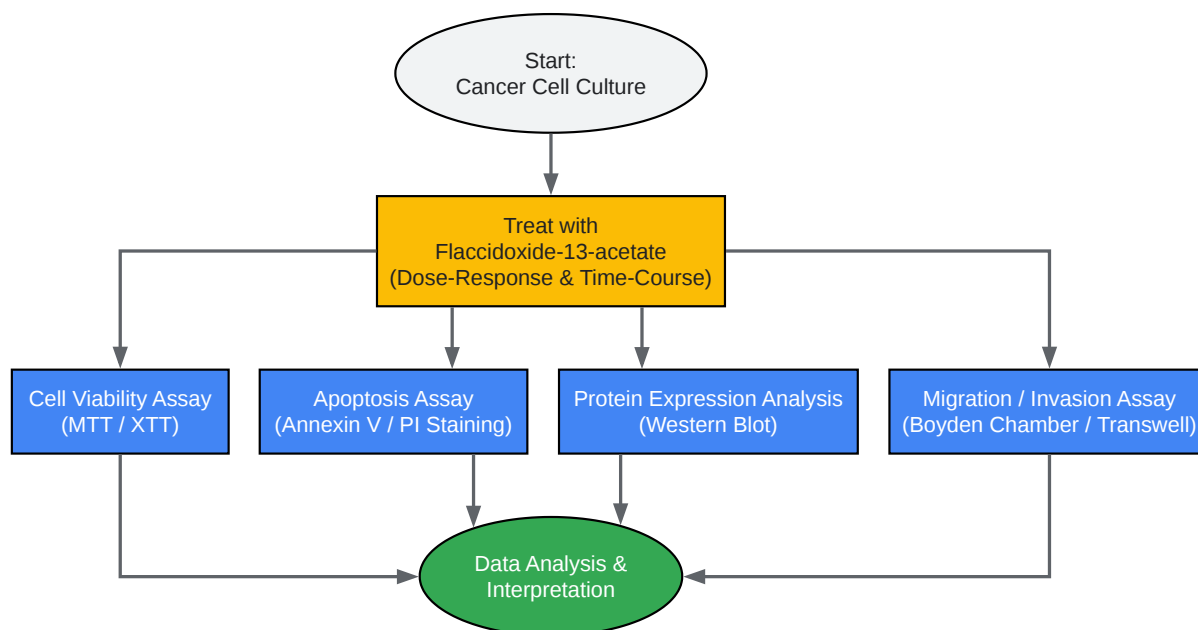 Start:
Cancer Cell Culture
Treat with
Flaccidoxide-13-acetate
(Dose-Response & Time-Course)
Cell Viability Assay
(MTT / XTT)
Apoptosis Assay
(Annexin V / PI Staining)
Protein Expression Analysis
(Western Blot)
Migration / Invasion Assay
(Boyden Chamber / Transwell)
Data Analysis &
Interpretation